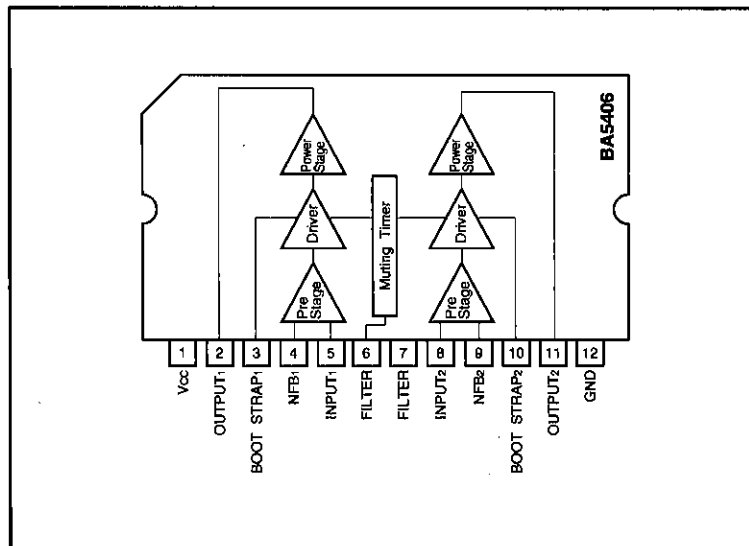 BA5406
Power
Stage
Power
Stage
Driver
Muting Timer
Driver
Pre
Stage
Pre
Stage
1
2
3
4
5
6
7
8
9
10
11
12
Vcc
OUTPUT1
BOOT STRAP1
NFB1
INPUT1
FILTER
FILTER
INPUT2
NFB2
BOOT STRAP2
OUTPUT2
GND